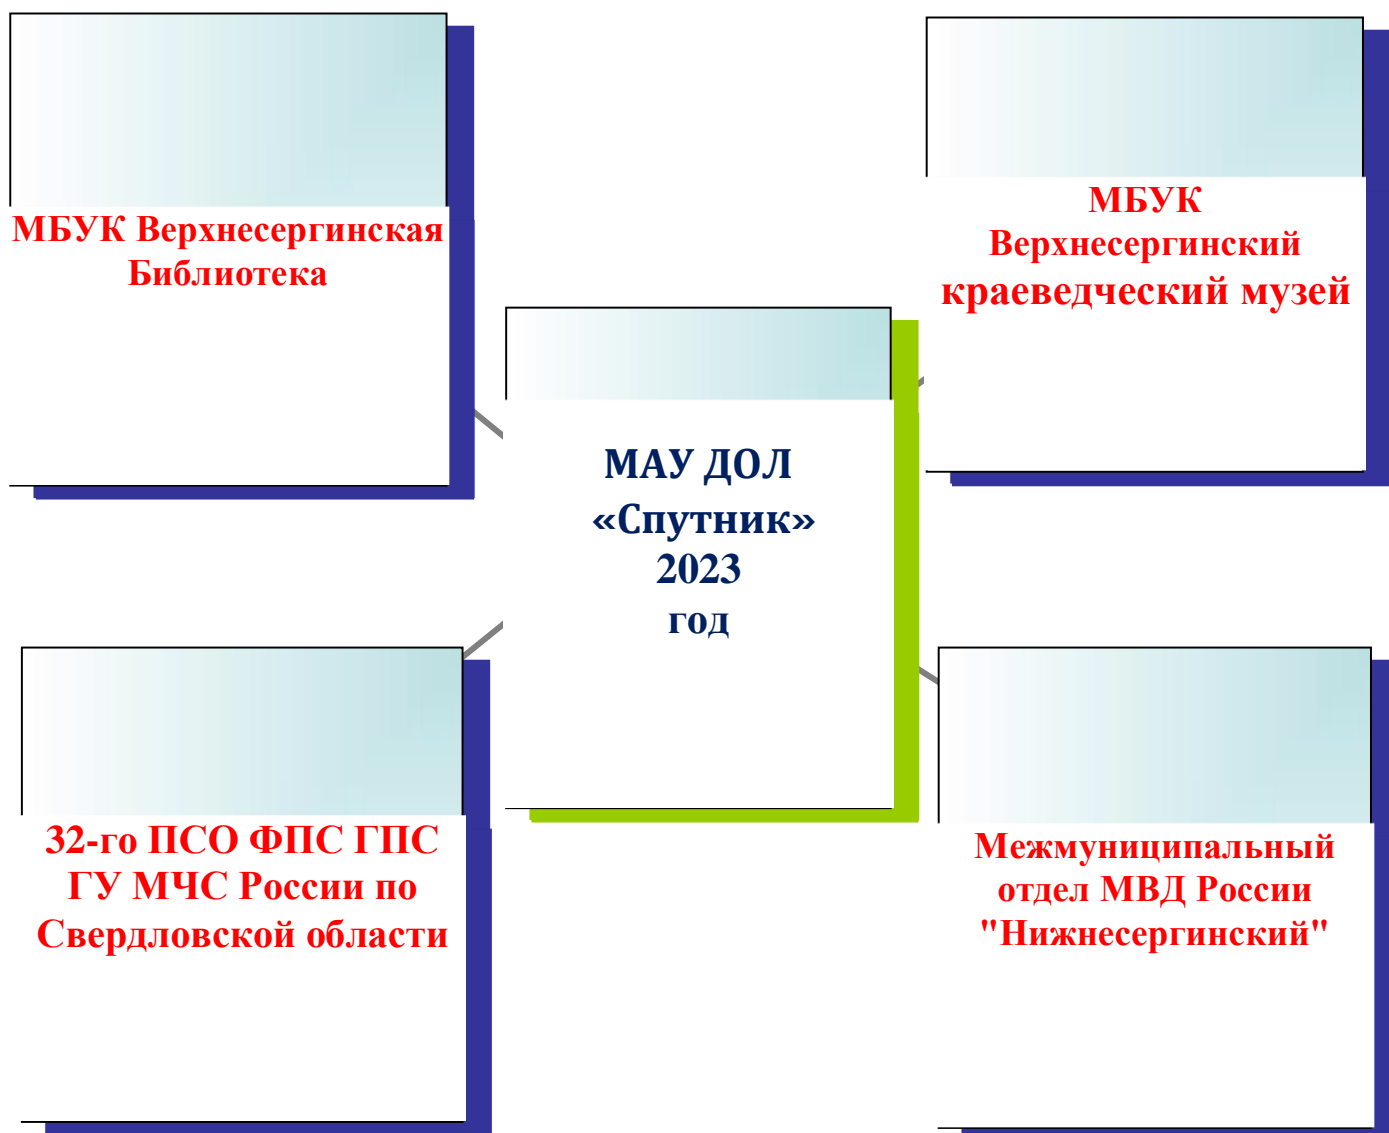 МБУК Верхнесергинская
Библиотека
МБУК
Верхнесергинский
краеведческий музей
МАУ ДОЛ
«Спутник»
2023
год
32-го ПСО ФПС ГПС
ГУ МЧС России по
Свердловской области
Межмуниципальный
отдел МВД России
"Нижнесергинский"